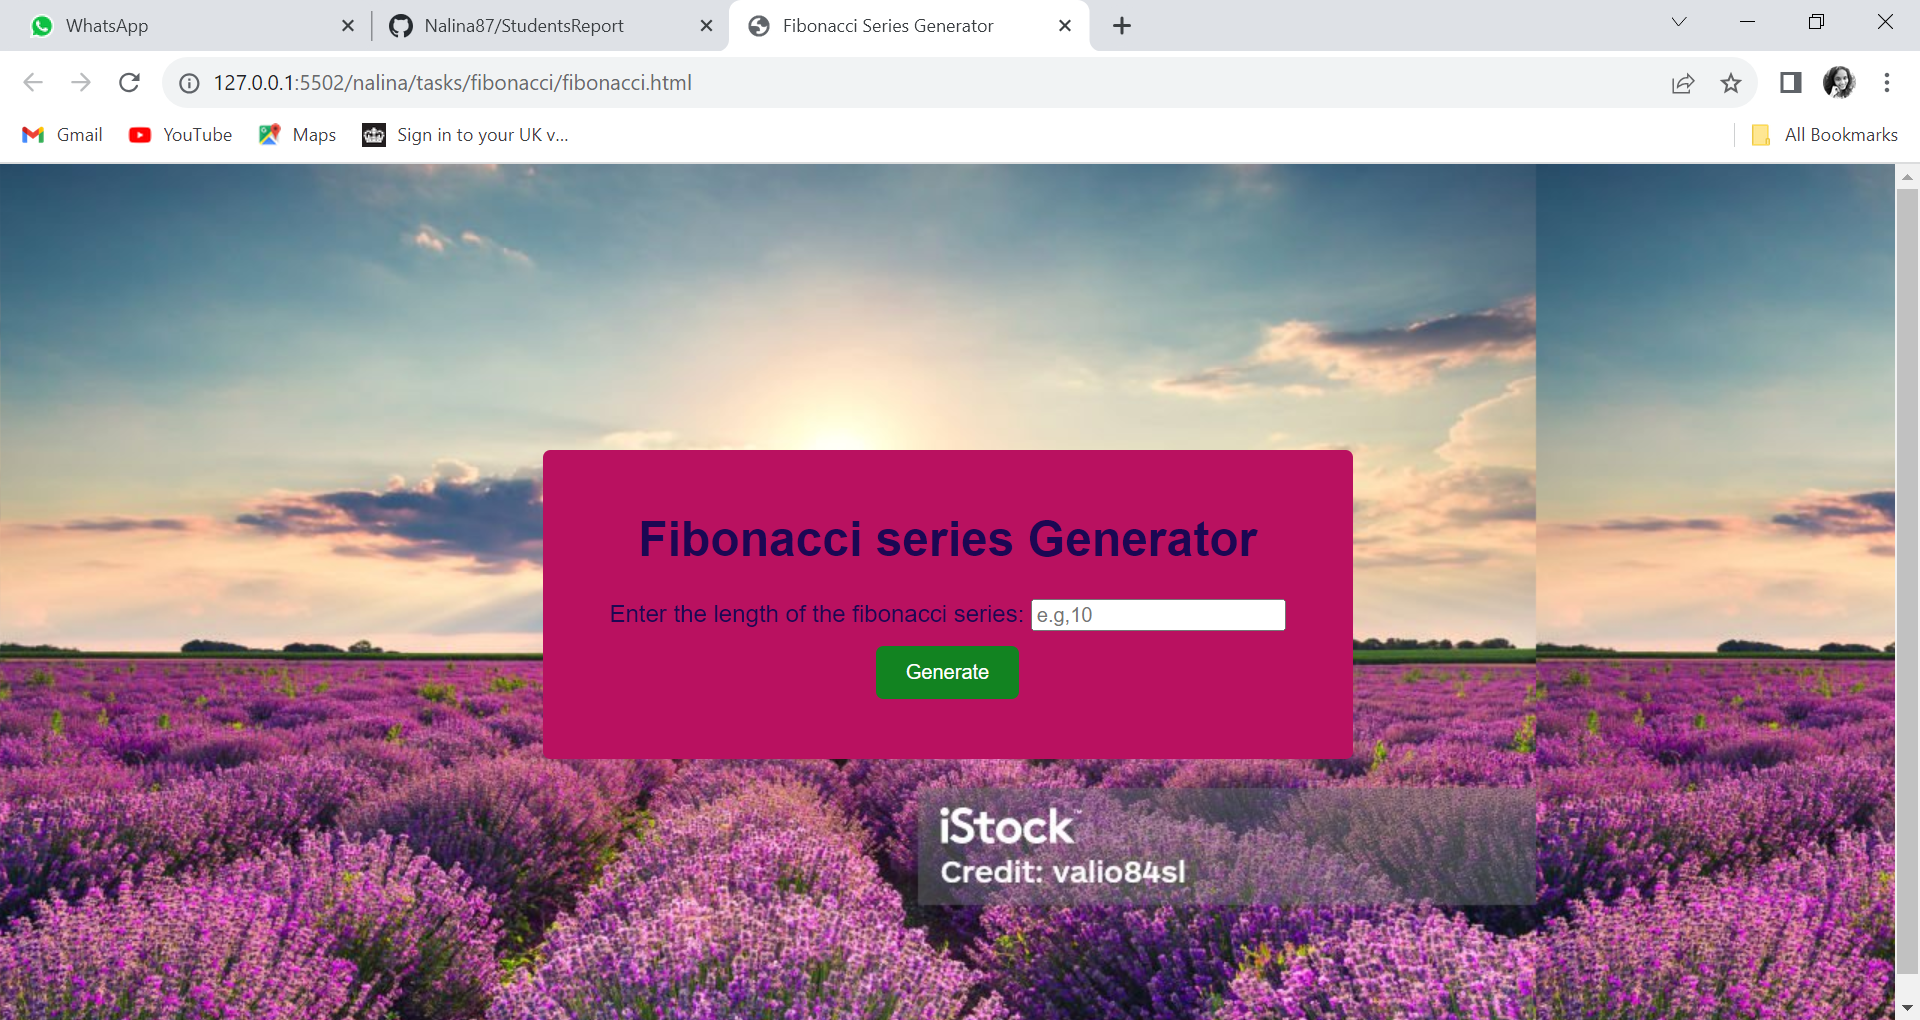 WhatsApp
Nalina87/StudentsReport
Fibonacci Series Generator
127.0.0.1:5502/nalina/tasks/fibonacci/fibonacci.html
Gmail
YouTube
Maps
Sign in to your UK v...
All Bookmarks
Fibonacci series Generator
Enter the length of the fibonacci series: e.g,10
Generate
iStock™
Credit: valio84sl